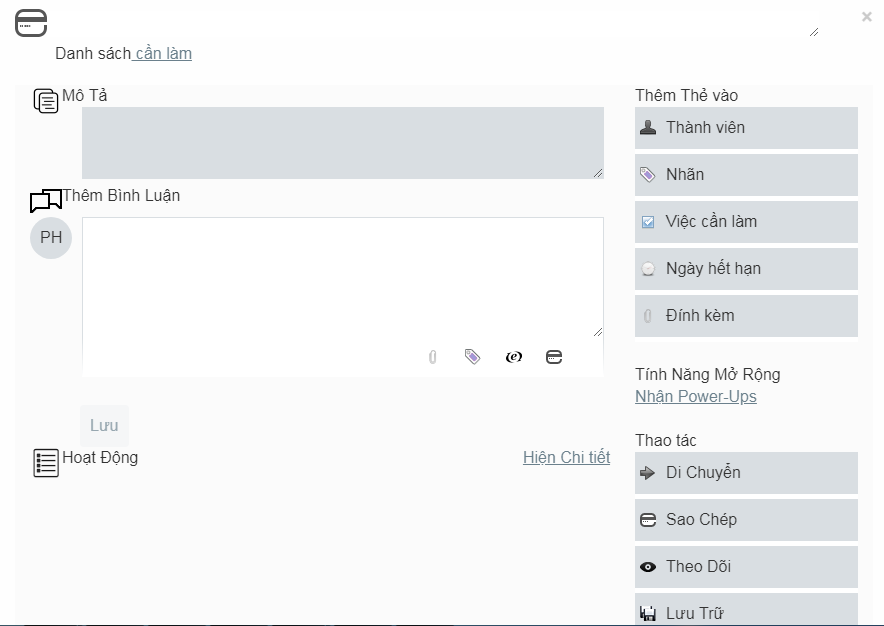 Danh sách cần làm
Mô Tả
Thêm Bình Luận
PH
Lưu
Hoạt Động
Hiện Chi tiết
Thêm Thẻ vào
Thành viên
Nhãn
Việc cần làm
Ngày hết hạn
Đính kèm
Tính Năng Mở Rộng
Nhận Power-Ups
Thao tác
Di Chuyển
Sao Chép
Theo Dõi
Lưu Trữ